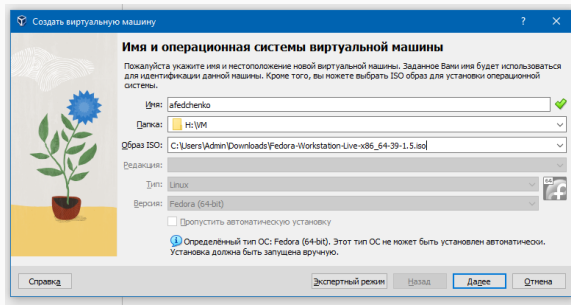 Создать виртуальную машину
Имя и операционная системы виртуальной машины
Пожалуйста укажите имя и местоположение новой виртуальной машины. Заданное Вами имя будет использоваться
для идентификации данной машины. Кроме того, вы можете выбрать ISO образ для установки операционной
системы.
Имя: afedchenko
Папка: H:\VM
Образ ISO: C:\Users\Admin\Downloads\Fedora-Workstation-Live-x86_64-39-1.5.iso
Редакция:
Тип: Linux
64
Версия: Fedora (64-bit)
Пропустить автоматическую установку
Определённый тип ОС: Fedora (64-bit). Этот тип ОС не может быть установлен автоматически.
Установка должна быть запущена вручную.
Справка Экспертный режим Назад Далее Отмена